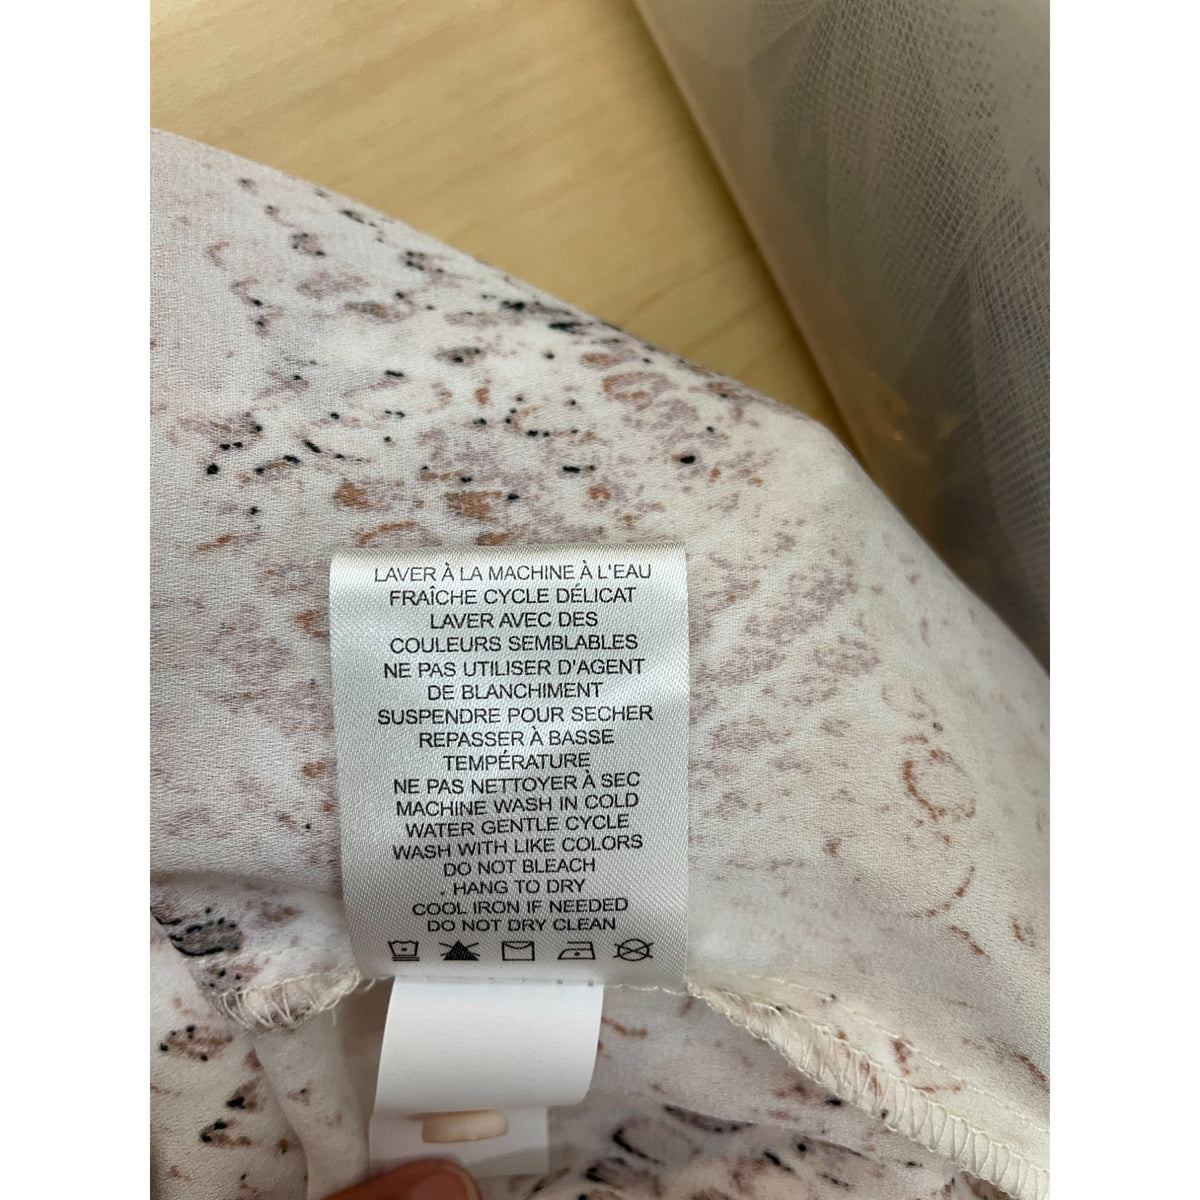 LAVER À LA MACHINE À L'EAU
FRAÎCHE CYCLE DÉLICAT
LAVER AVEC DES
COULEURS SEMBLABLES
NE PAS UTILISER D'AGENT
DE BLANCHIMENT
SUSPENDRE POUR SECHER
REPASSER À BASSE
TEMPÉRATURE
NE PAS NETTOYER À SEC
MACHINE WASH IN COLD
WATER GENTLE CYCLE
WASH WITH LIKE COLORS
DO NOT BLEACH
. HANG TO DRY
COOL IRON IF NEEDED
DO NOT DRY CLEAN